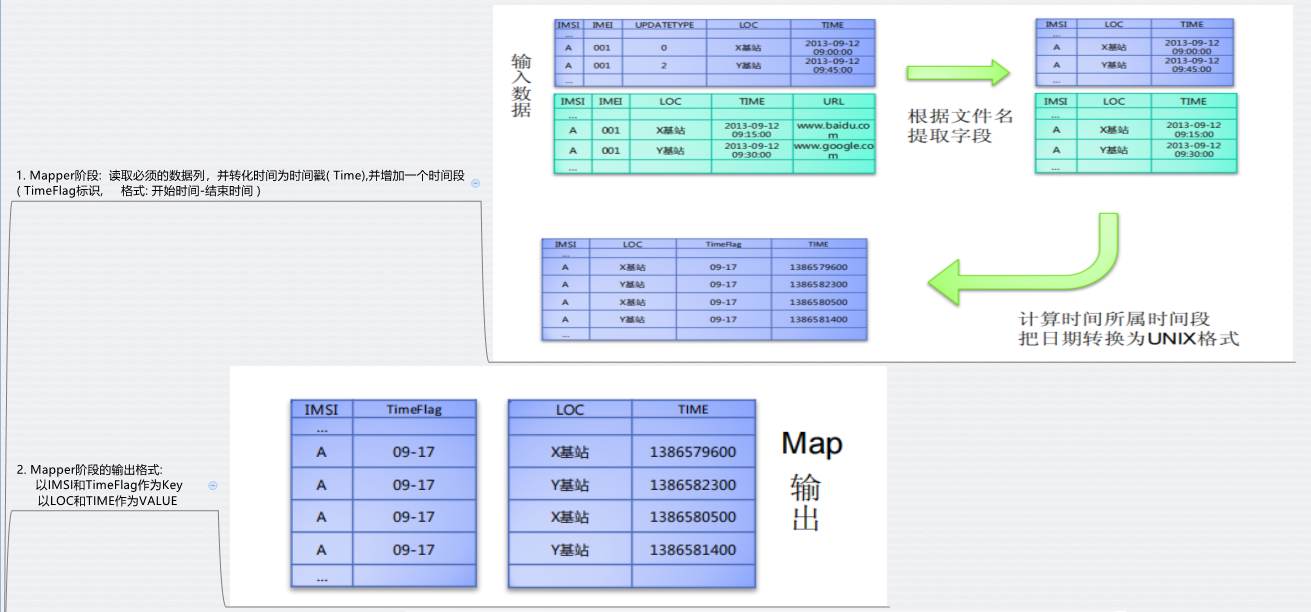 1. Mapper阶段: 读取必须的数据列，并转化时间为时间戳( Time),并增加一个时间段
( TimeFlag标识, 格式: 开始时间-结束时间 )
输入数据
IMSI IMEI UPDATETYPE LOC TIME
...
A 001 0 X基站 2013-09-12 09:00:00
A 001 2 Y基站 2013-09-12 09:45:00
...
IMSI IMEI LOC TIME URL
...
A 001 X基站 2013-09-12 09:15:00 www.baidu.com
A 001 Y基站 2013-09-12 09:30:00 www.google.com
...
根据文件名
提取字段
IMSI LOC TIME
...
A X基站 2013-09-12 09:00:00
A Y基站 2013-09-12 09:45:00
...
IMSI LOC TIME
...
A X基站 2013-09-12 09:15:00
A Y基站 2013-09-12 09:30:00
...
计算时间所属时间段
把日期转换为UNIX格式
IMSI LOC TimeFlag TIME
...
A X基站 09-17 1386579600
A Y基站 09-17 1386582300
A X基站 09-17 1386580500
A Y基站 09-17 1386581400
...
2. Mapper阶段的输出格式:
以IMSI和TimeFlag作为Key
以LOC和TIME作为VALUE
IMSI TimeFlag LOC TIME
...
A 09-17 X基站 1386579600
A 09-17 Y基站 1386582300
A 09-17 X基站 1386580500
A 09-17 Y基站 1386581400
...
Map
输
出